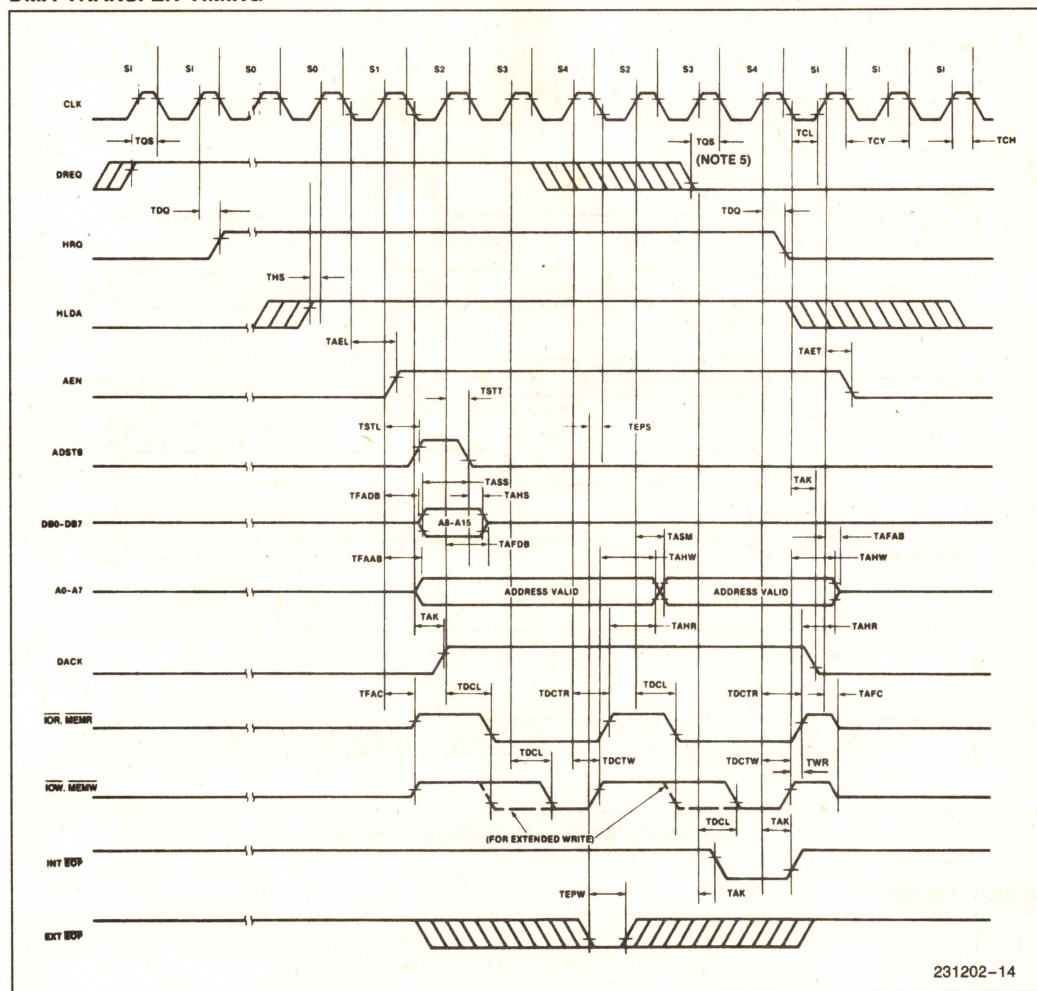 DMA TRANSFER TIMING
SI SI S0 S0 S1 S2 S3 S4 S2 S3 S4 SI SI SI
CLK
TQS TQS TCL TCY TCH
(NOTE 5)
DREQ
TDQ TDQ
HRQ
THS
HLDA
TAEL TAET
AEN
TSTT
TSTL TEPS
ADSTB
TASS TAK
TFADB TAHS
DB0-DB7 A8-A15
TAFDB TASM TAFAB
TFAAB TAHW TAHW
A0-A7 ADDRESS VALID ADDRESS VALID
TAK TAHR TAHR
DACK
TFAC TDCL TDCTR TDCL TDCTR TAFC
IOR, MEMR
TDCL TDCTW TDCTW TWR
IOW, MEMW
(FOR EXTENDED WRITE) TDCL TAK
INT EOP
TEPW TAK
EXT EOP
231202-14